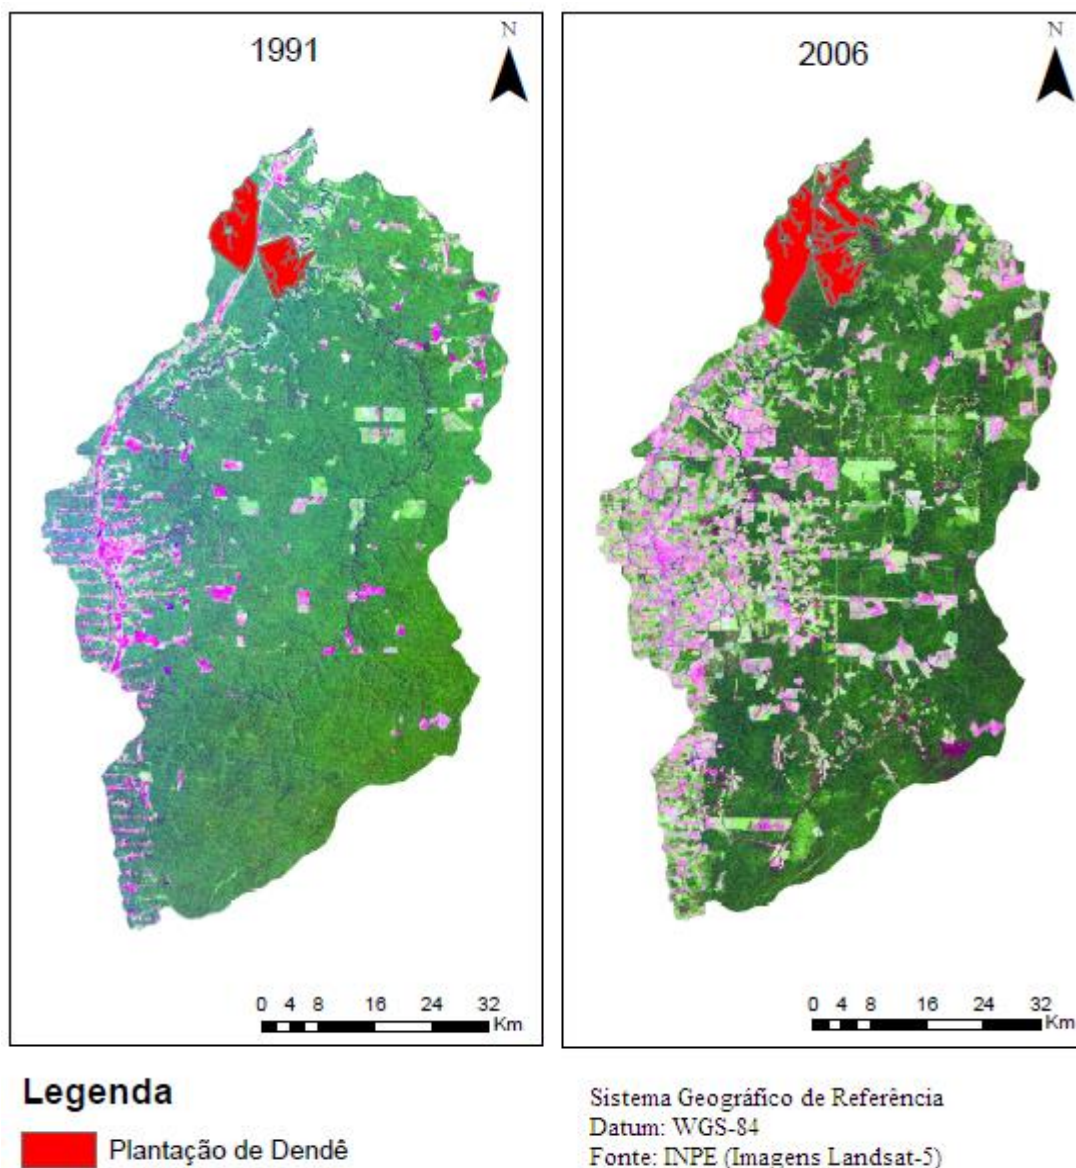 1991
N
2006
N
0 4 8 16 24 32
Km
0 4 8 16 24 32
Km
Legenda
Plantação de Dendê
Sistema Geográfico de Referência
Datum: WGS-84
Fonte: INPE (Imagens Landsat-5)